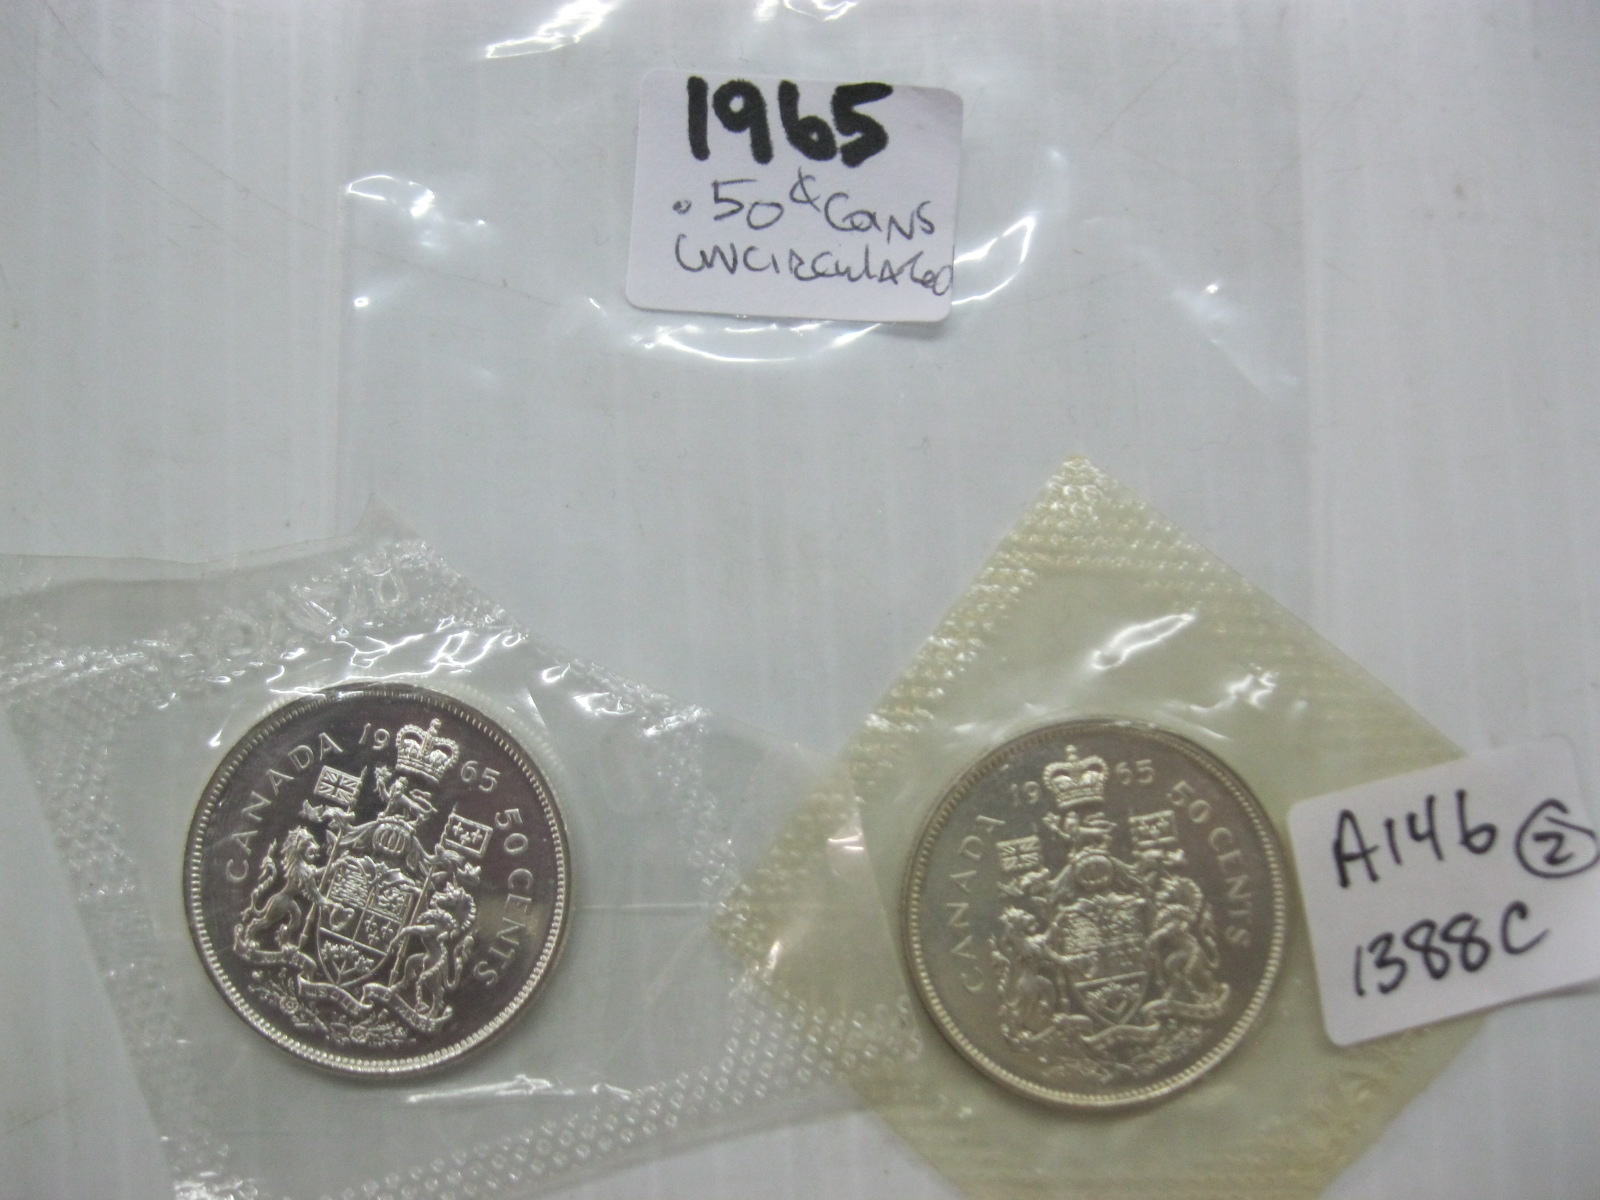 1965
.50¢ Coins
Uncirculated
CANADA 1965 50 CENTS
CANADA 1965 50 CENTS
A146 2
1388C